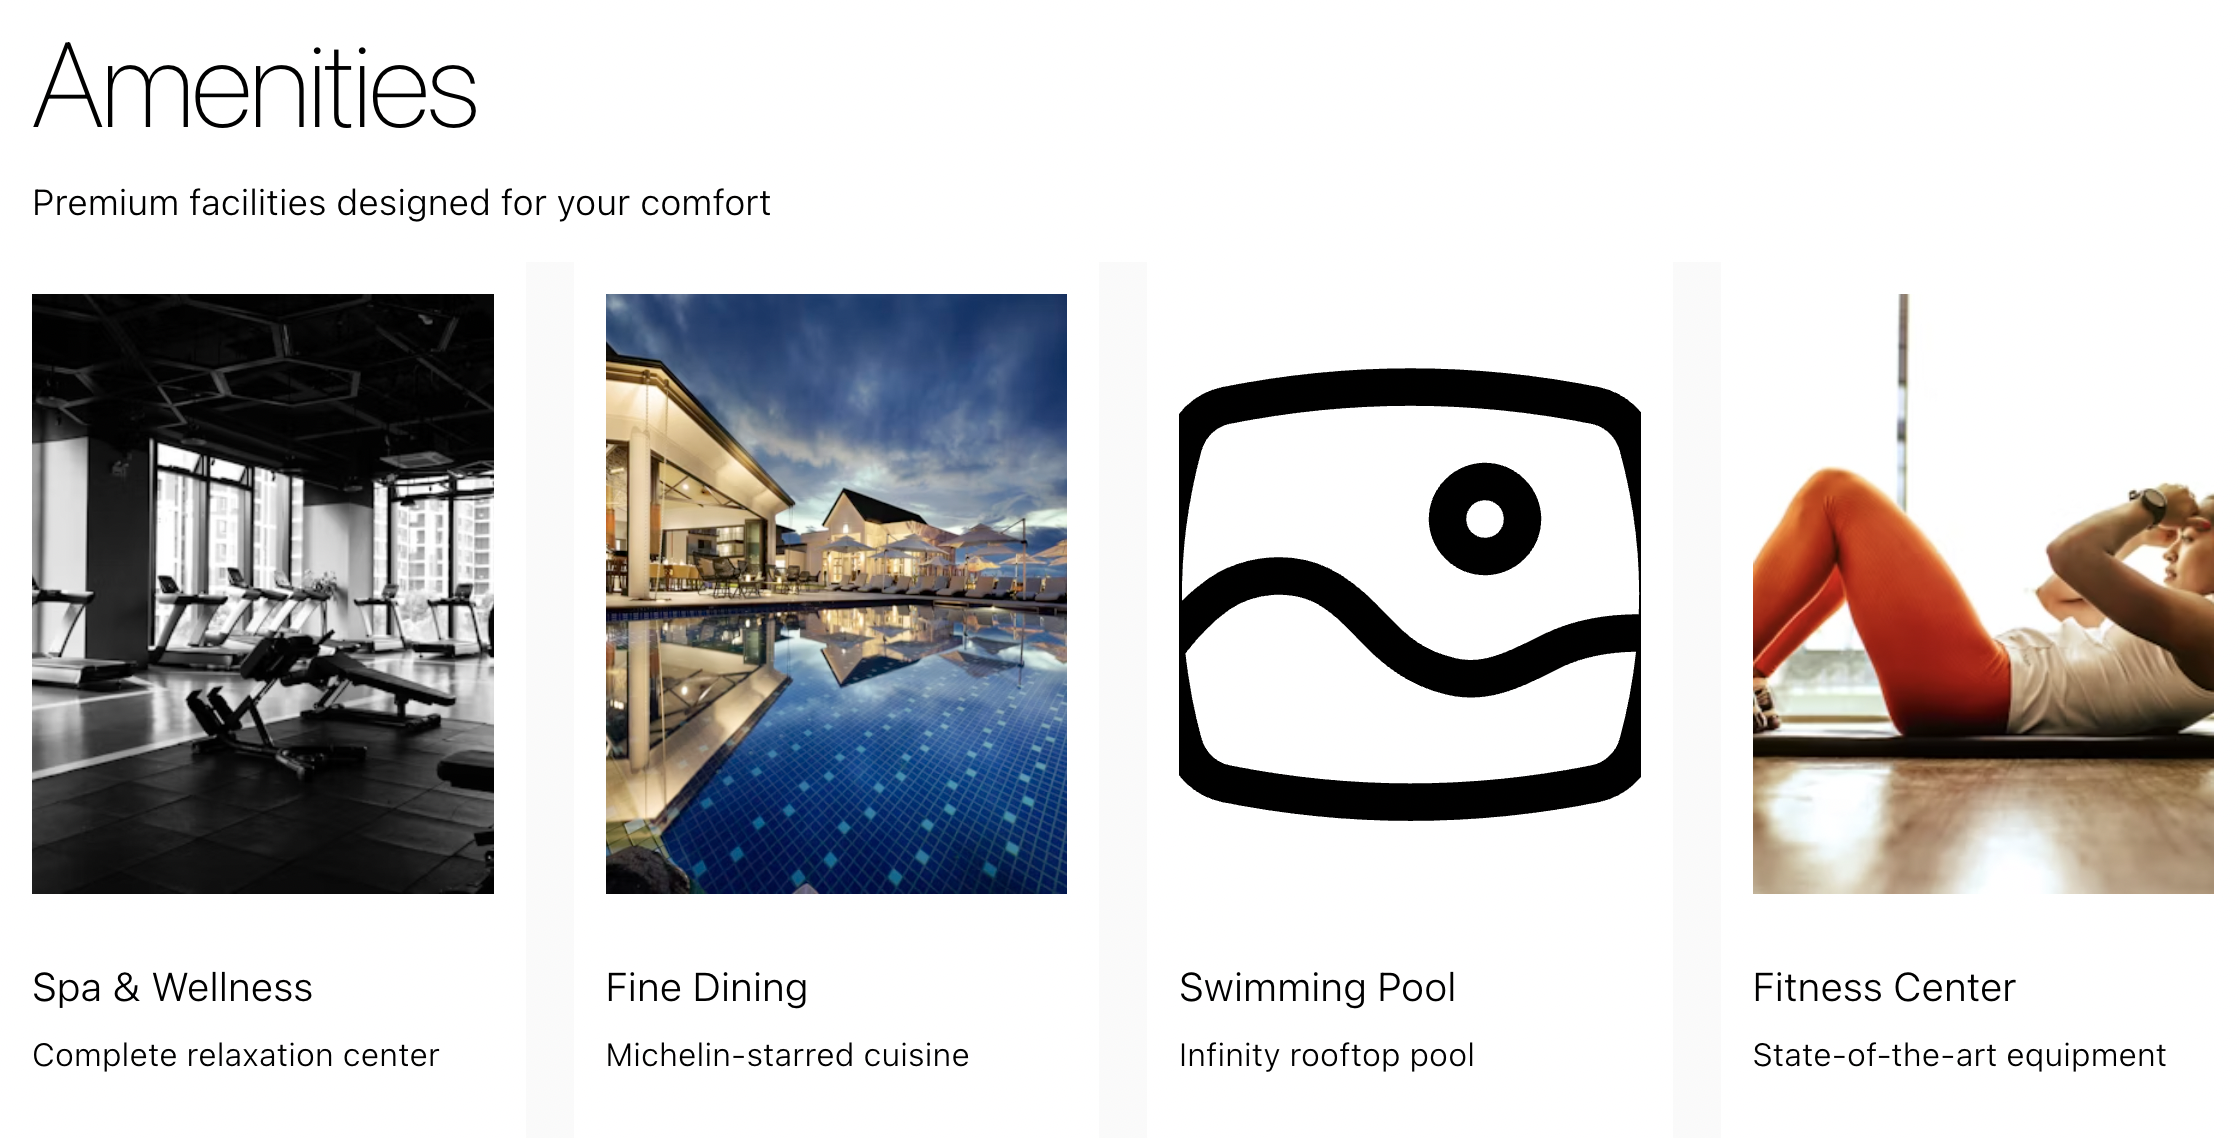 Amenities
Premium facilities designed for your comfort
Spa & Wellness
Complete relaxation center
Fine Dining
Michelin-starred cuisine
Swimming Pool
Infinity rooftop pool
Fitness Center
State-of-the-art equipment